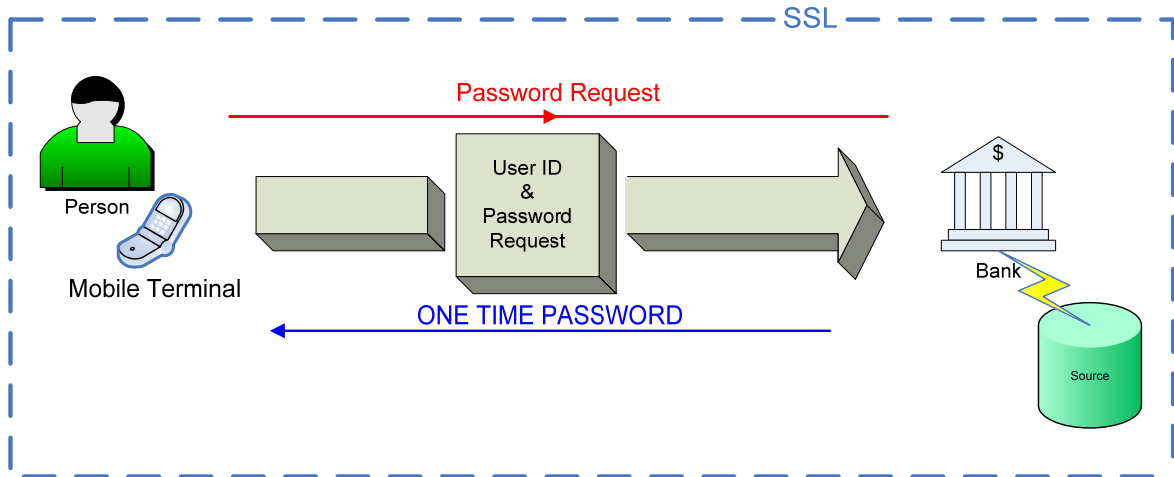 SSL
Password Request
Person
Mobile Terminal
User ID
&
Password
Request
$
Bank
ONE TIME PASSWORD
Source